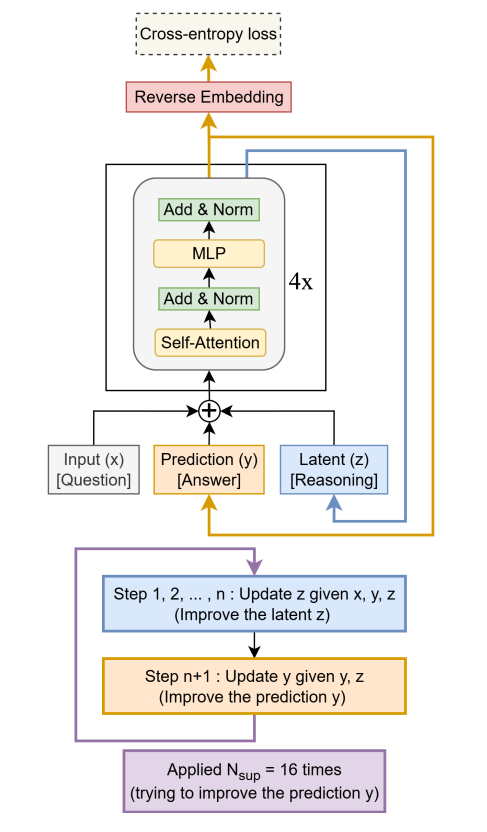 Cross-entropy loss
Reverse Embedding
Add & Norm
MLP
Add & Norm
4x
Self-Attention
+
Input (x)
[Question]
Prediction (y)
[Answer]
Latent (z)
[Reasoning]
Step 1, 2, ... , n : Update z given x, y, z
(Improve the latent z)
Step n+1 : Update y given y, z
(Improve the prediction y)
Applied Nsup = 16 times
(trying to improve the prediction y)